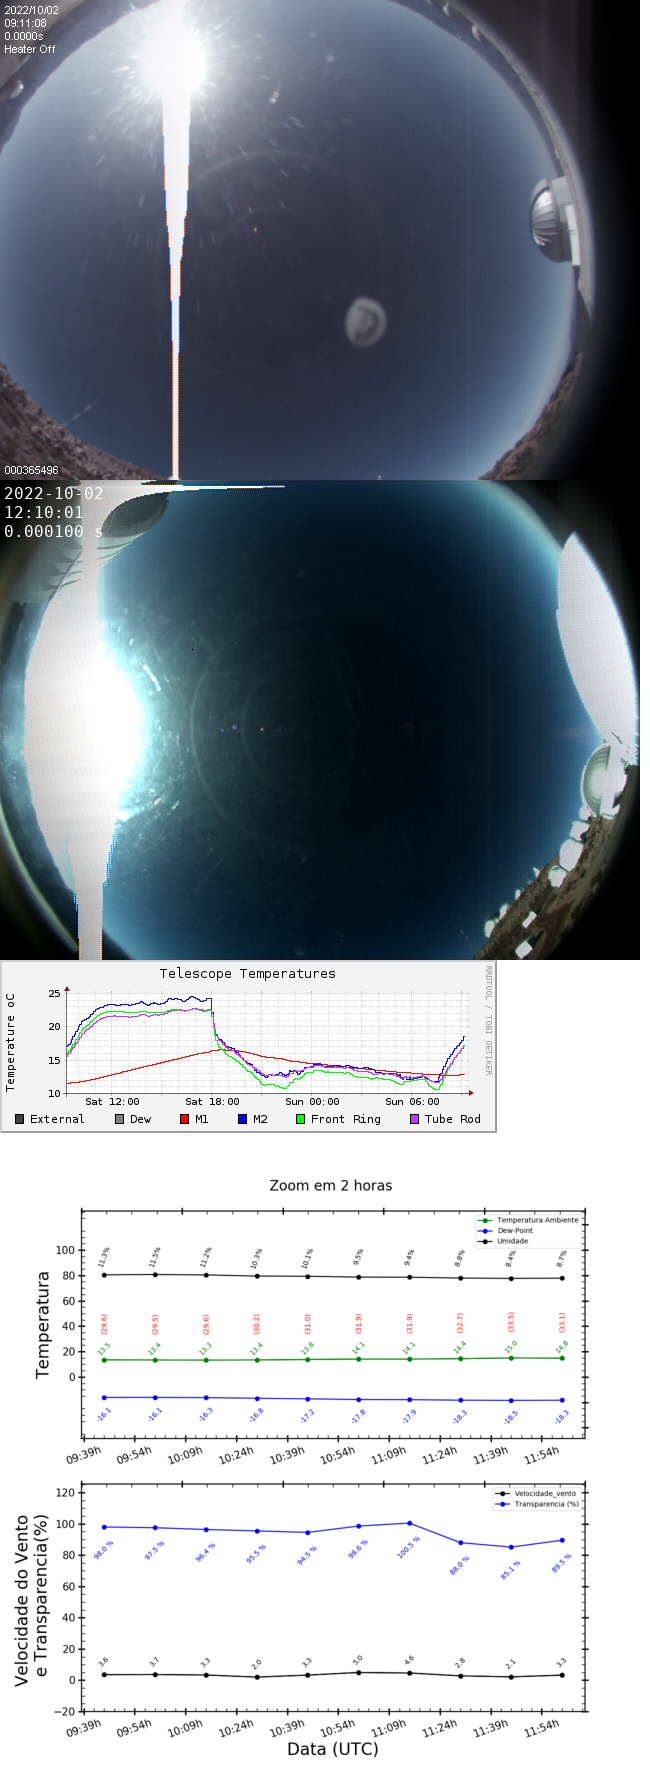 2022/10/02
09:11:08
0.0000s
Heater Off
000365496
2022-10-02
12:10:01
0.000100 s
Telescope Temperatures
RRDTOOL / TOBI OETIKER
Temperature oC
25
20
15
10
Sat 12:00 Sat 18:00 Sun 00:00 Sun 06:00
External Dew M1 M2 Front Ring Tube Rod
Zoom em 2 horas
Temperatura Ambiente
Dew-Point
Umidade
Temperatura
100
80
60
40
20
0
11.3% 11.5% 11.2% 10.3% 10.1% 9.5% 9.4% 8.8% 8.4% 8.7%
(29.6) (29.5) (29.6) (30.2) (31.0) (31.9) (31.9) (32.7) (33.5) (33.1)
13.5 13.4 13.3 13.4 13.8 14.1 14.1 14.4 15.0 14.8
-16.1 -16.1 -16.3 -16.8 -17.2 -17.8 -17.9 -18.3 -18.5 -18.3
09:39h 09:54h 10:09h 10:24h 10:39h 10:54h 11:09h 11:24h 11:39h 11:54h
Velocidade_vento
Transparencia (%)
Velocidade do Vento
e Transparencia(%)
120
100
80
60
40
20
0
−20
98.0 % 97.5 % 96.4 % 95.5 % 94.5 % 98.6 % 100.5 % 88.0 % 85.1 % 89.5 %
3.6 3.7 3.3 2.0 3.3 5.0 4.6 2.8 2.1 3.3
09:39h 09:54h 10:09h 10:24h 10:39h 10:54h 11:09h 11:24h 11:39h 11:54h
Data (UTC)